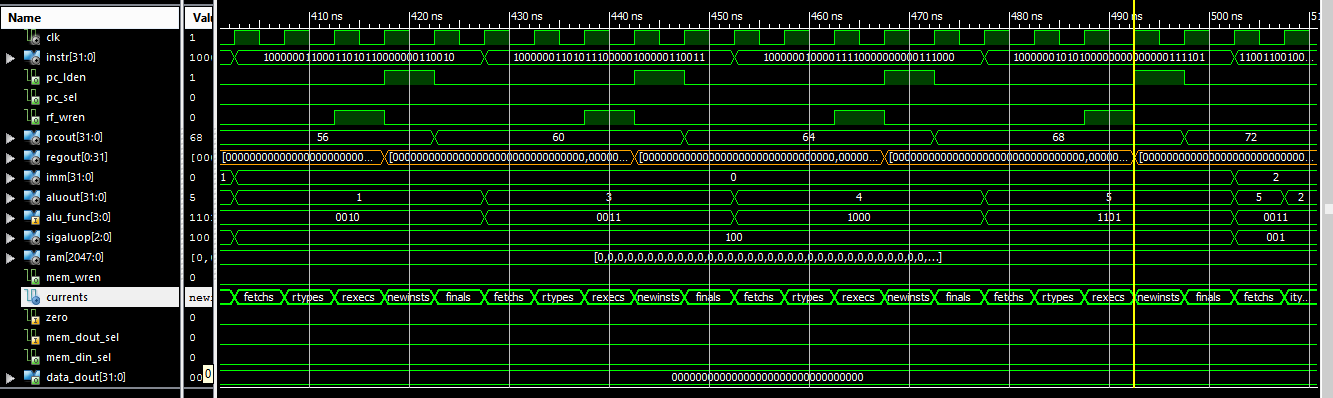 Name Valu 410 ns 420 ns 430 ns 440 ns 450 ns 460 ns 470 ns 480 ns 490 ns 500 ns 51
clk 1
instr[31:0] 1000 10000001100011010110000000110010 10000001101011100000100000110011 10000001000011110000000000111000 10000001010100000000000000111101 11001100100...
pc_lden 1
pc_sel 0
rf_wren 0
pcout[31:0] 68 56 60 64 68 72
regout[0:31] [000 [00000000000000000000000... [00000000000000000000000000000000,00000... [00000000000000000000000000000000,00000... [00000000000000000000000000000000,00000... [00000000000000000000000000...
imm[31:0] 0 1 0 2
aluout[31:0] 5 1 3 4 5 5 2
alu_func[3:0] 1101 0010 0011 1000 1101 0011
sigaluop[2:0] 100 100 001
ram[2047:0] [0, [0,0,0,0,0,0,0,0,0,0,0,0,0,0,0,0,0,0,0,0,0,0,0,0,0,0,0,0,0,0,0,0,0,...]
mem_wren 0
currents newi fetchs rtypes rexecs newinsts finals fetchs rtypes rexecs newinsts finals fetchs rtypes rexecs newinsts finals fetchs rtypes rexecs newinsts finals fetchs ity...
zero 0
mem_dout_sel 0
mem_din_sel 0
data_dout[31:0] 00 0 00000000000000000000000000000000